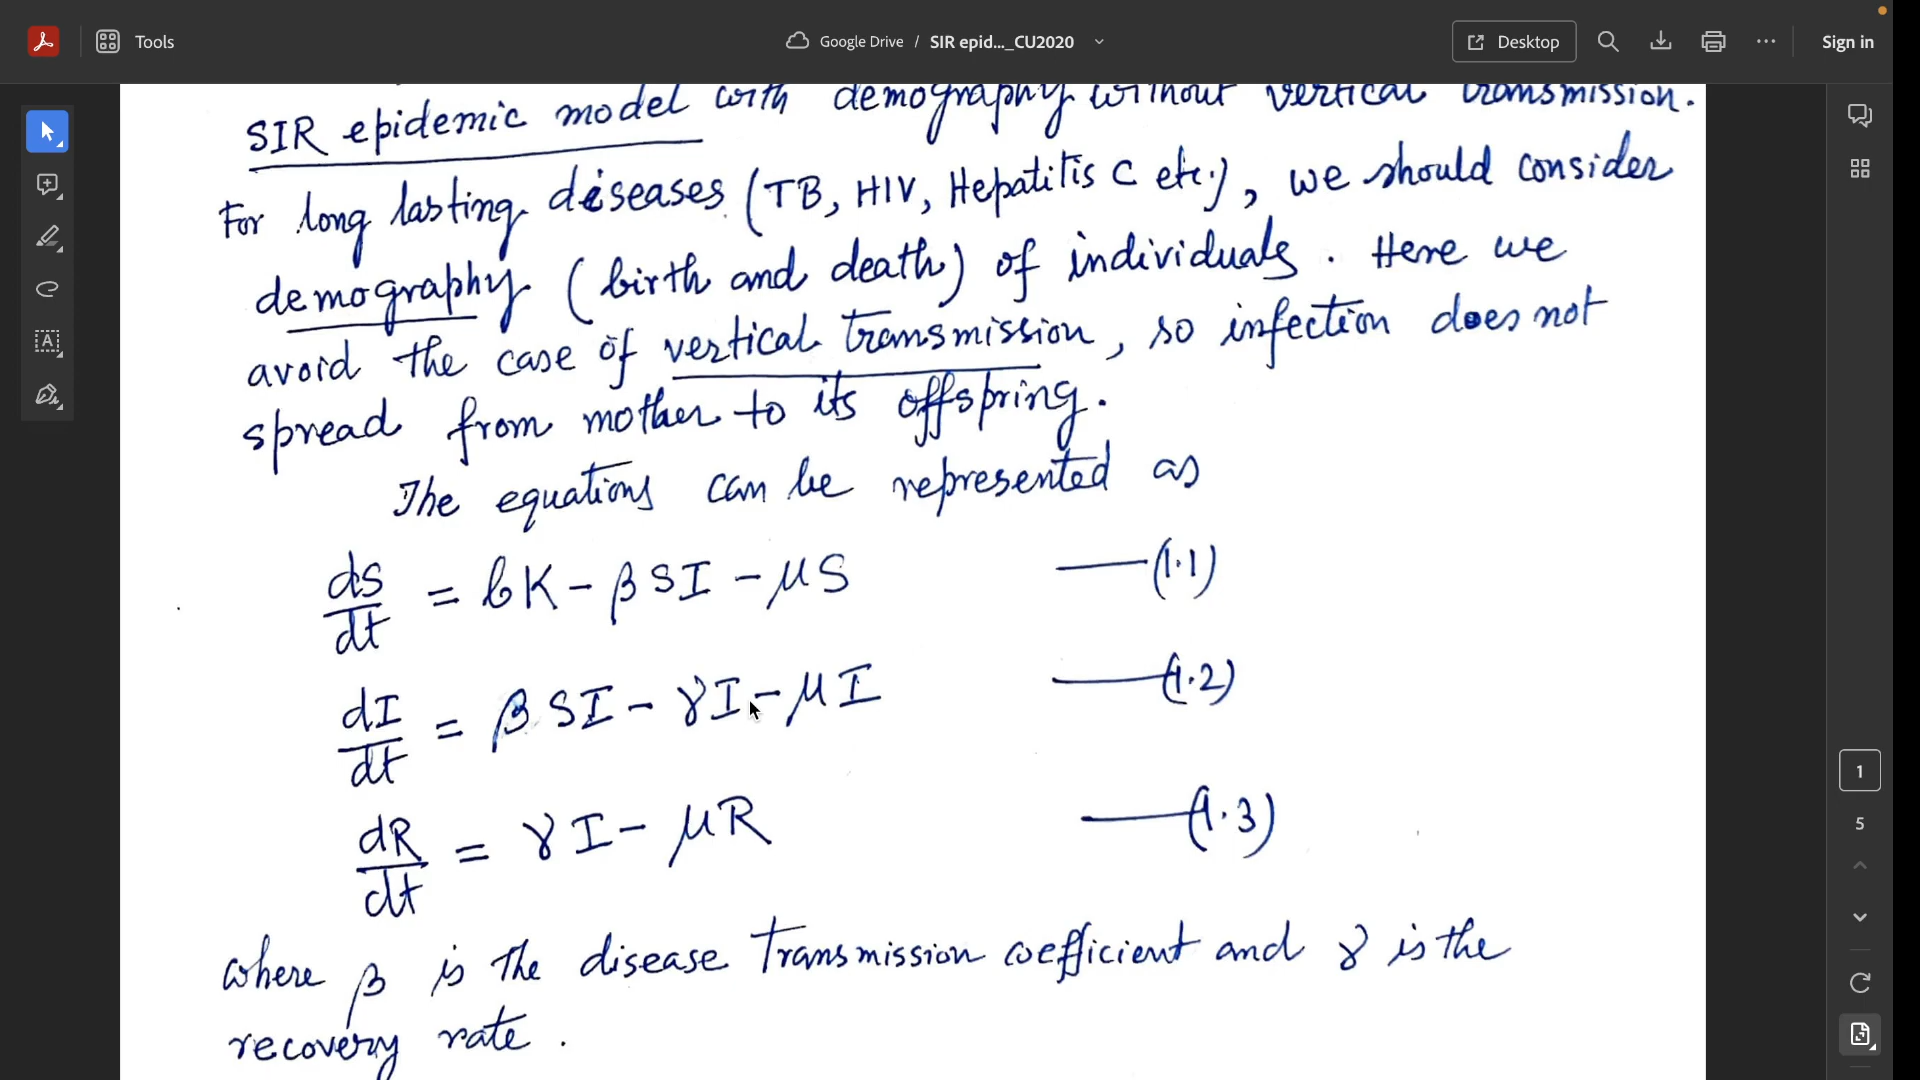 Tools
Google Drive / SIR epid..._CU2020
Desktop
Sign in
SIR epidemic model with demography without vertical transmission.
For long lasting diseases (TB, HIV, Hepatitis C etc.), we should consider
demography (birth and death) of individuals. Here we
avoid the case of vertical transmission, so infection does not
spread from mother to its offspring.
The equations can be represented as
dS/dt = bK - βSI - μS —(1.1)
dI/dt = βSI - γI - μI —(1.2)
dR/dt = γI - μR —(1.3)
where β is the disease transmission coefficient and γ is the
recovery rate.
1
5